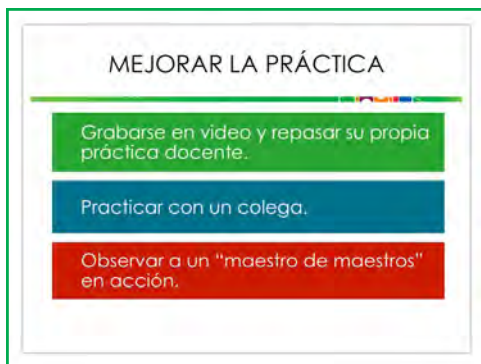 MEJORAR LA PRÁCTICA
Grabarse en video y repasar su propia
práctica docente.
Practicar con un colega.
Observar a un “maestro de maestros”
en acción.